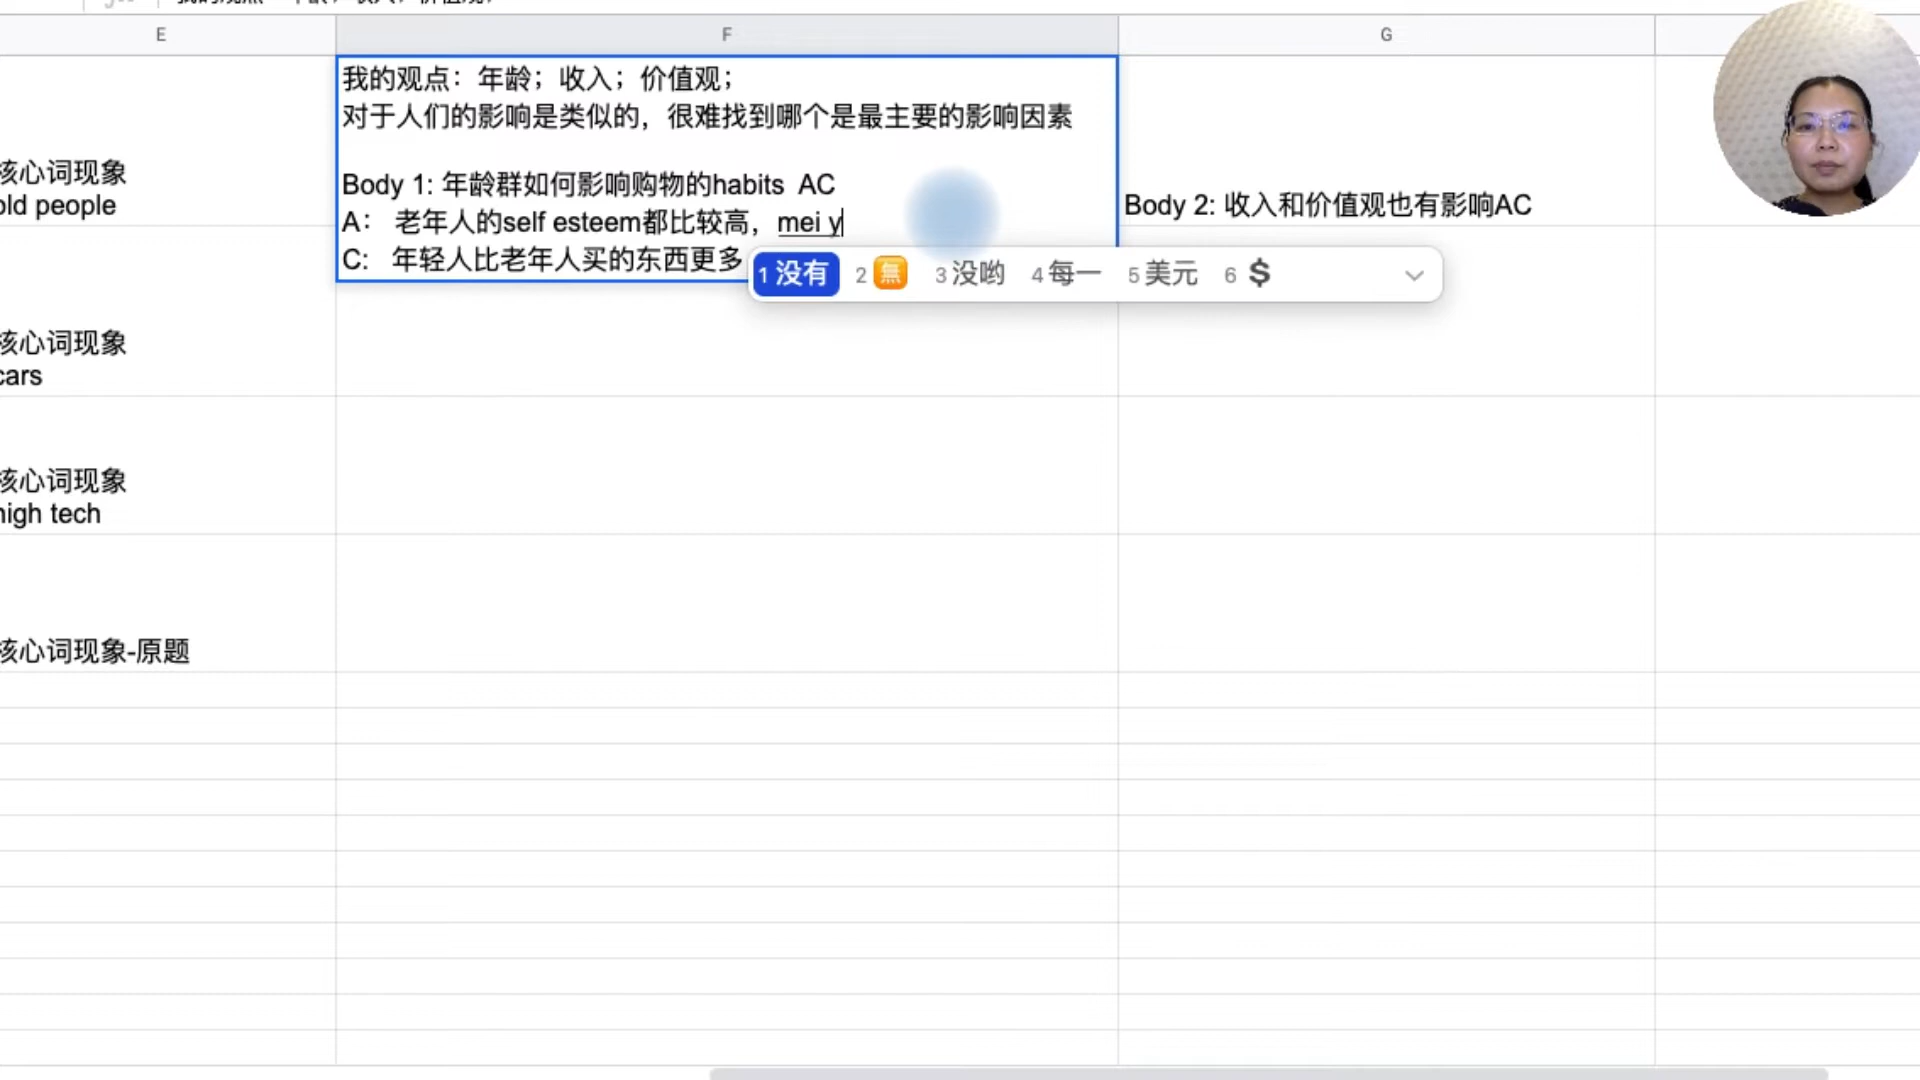 E
F
G
我的观点：年龄；收入；价值观；
对于人们的影响是类似的，很难找到哪个是最主要的影响因素
核心词现象
old people
Body 1: 年龄群如何影响购物的habits AC
A： 老年人的self esteem都比较高，mei y
C: 年轻人比老年人买的东西更多
Body 2: 收入和价值观也有影响AC
1 没有 2 無 3 没哟 4 每一 5 美元 6 $
核心词现象
cars
核心词现象
high tech
核心词现象-原题